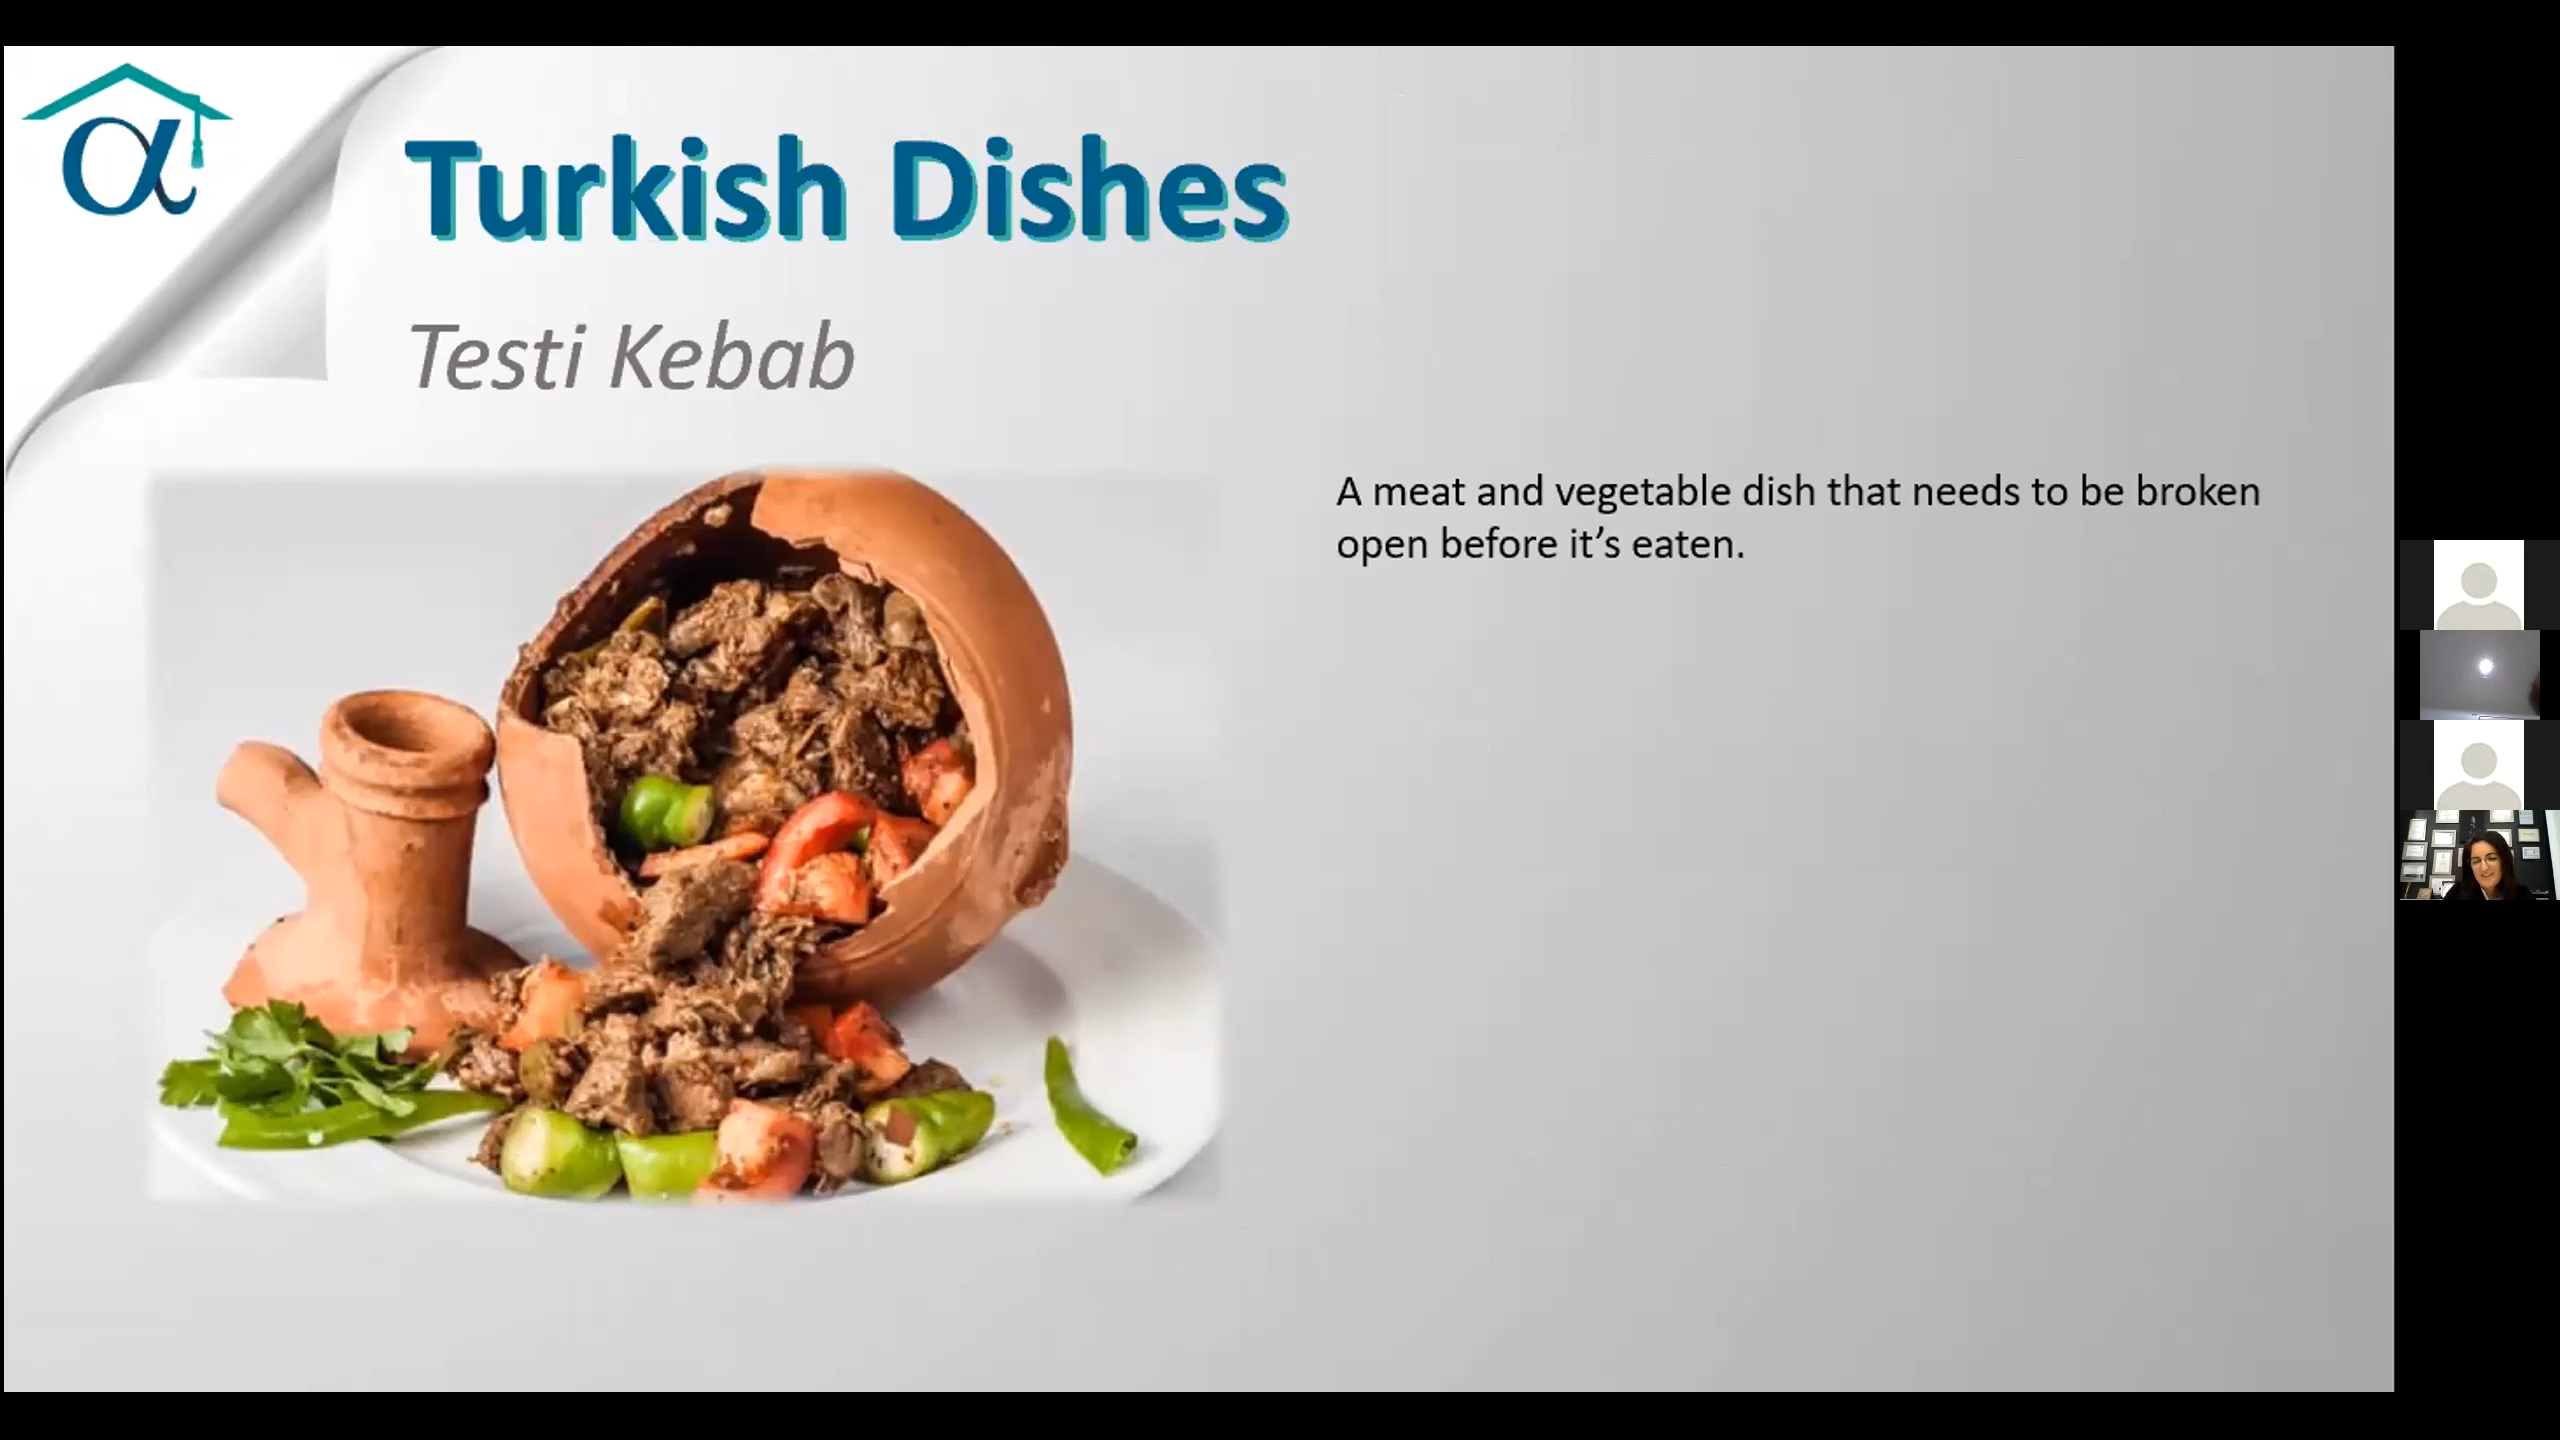 α
Turkish Dishes
Testi Kebab
A meat and vegetable dish that needs to be broken
open before it’s eaten.